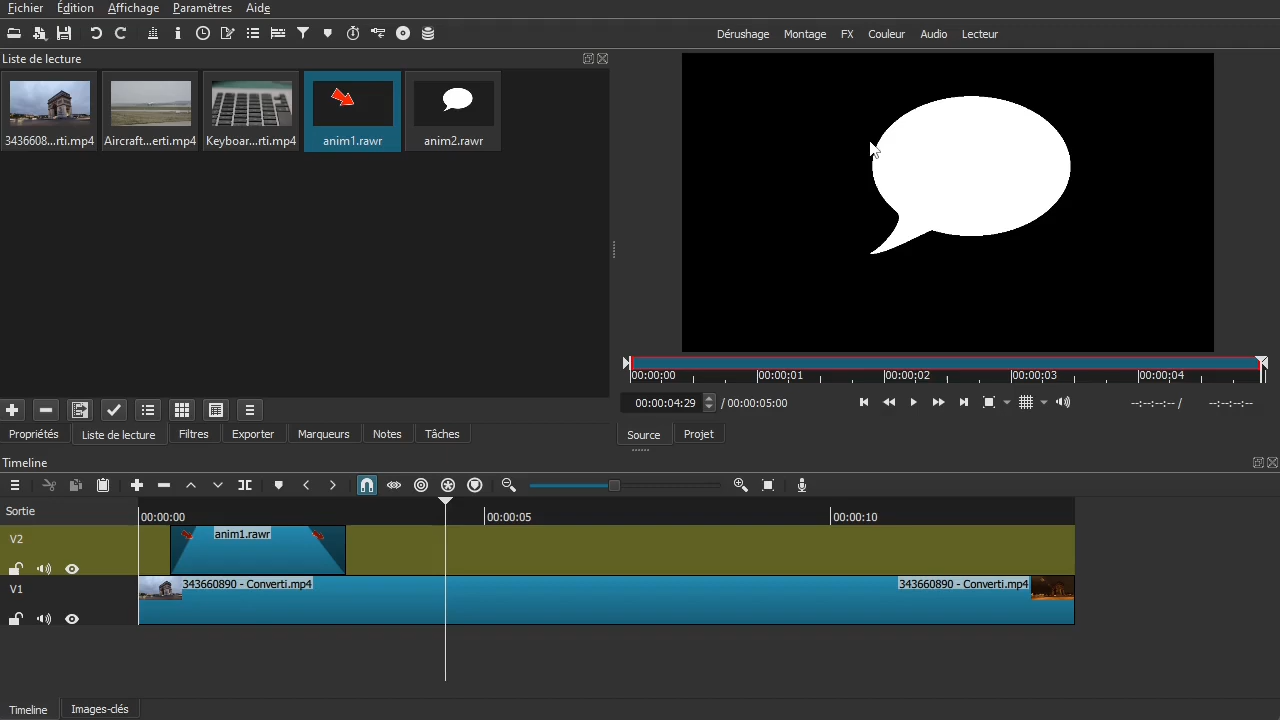 Fichier Édition Affichage Paramètres Aide
Dérushage Montage FX Couleur Audio Lecteur
Liste de lecture
3436608...rti.mp4 Aircraft...erti.mp4 Keyboar...rti.mp4 anim1.rawr anim2.rawr
00:00:00 00:00:01 00:00:02 00:00:03 00:00:04
00:00:04:29 / 00:00:05:00 --:--:--:-- / --:--:--:--
Propriétés Liste de lecture Filtres Exporter Marqueurs Notes Tâches
Source Projet
Timeline
Sortie
00:00:00 00:00:05 00:00:10
V2
anim1.rawr
V1
343660890 - Converti.mp4 343660890 - Converti.mp4
Timeline Images-clés